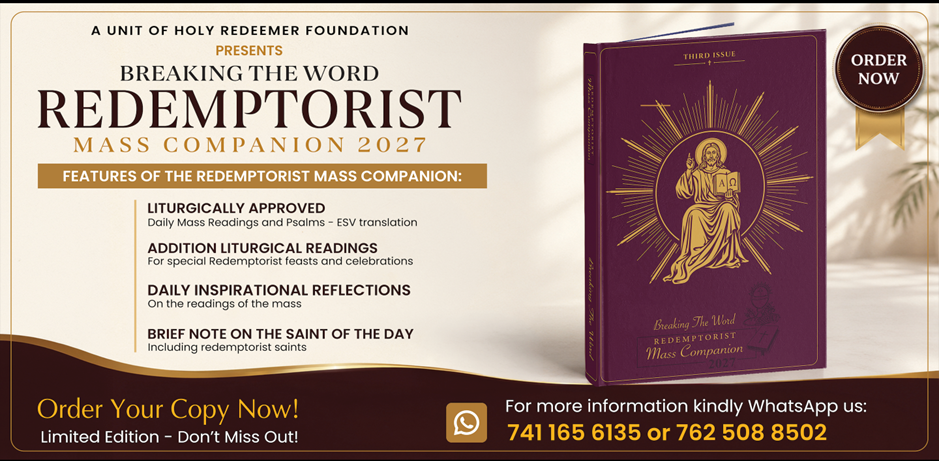 A UNIT OF HOLY REDEEMER FOUNDATION
PRESENTS
BREAKING THE WORD
REDEMPTORIST
MASS COMPANION 2027
FEATURES OF THE REDEMPTORIST MASS COMPANION:
LITURGICALLY APPROVED
Daily Mass Readings and Psalms - ESV translation
ADDITION LITURGICAL READINGS
For special Redemptorist feasts and celebrations
DAILY INSPIRATIONAL REFLECTIONS
On the readings of the mass
BRIEF NOTE ON THE SAINT OF THE DAY
Including redemptorist saints
THIRD ISSUE
Α Ω
Breaking The Word
REDEMPTORIST
Mass Companion
2027
Breaking The Word
ORDER
NOW
Order Your Copy Now!
Limited Edition - Don't Miss Out!
For more information kindly WhatsApp us:
741 165 6135 or 762 508 8502